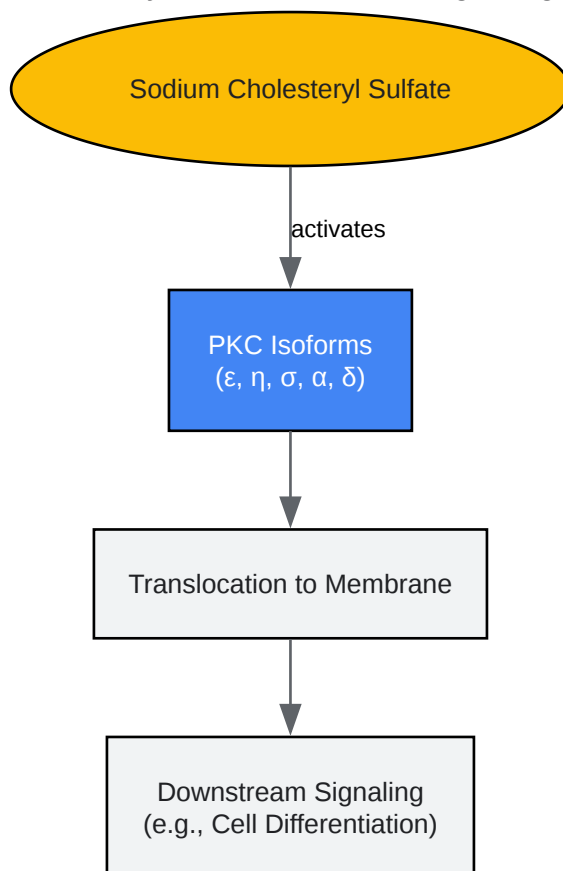 Sodium Cholesteryl Sulfate
activates
PKC Isoforms
(ε, η, σ, α, δ)
Translocation to Membrane
Downstream Signaling
(e.g., Cell Differentiation)